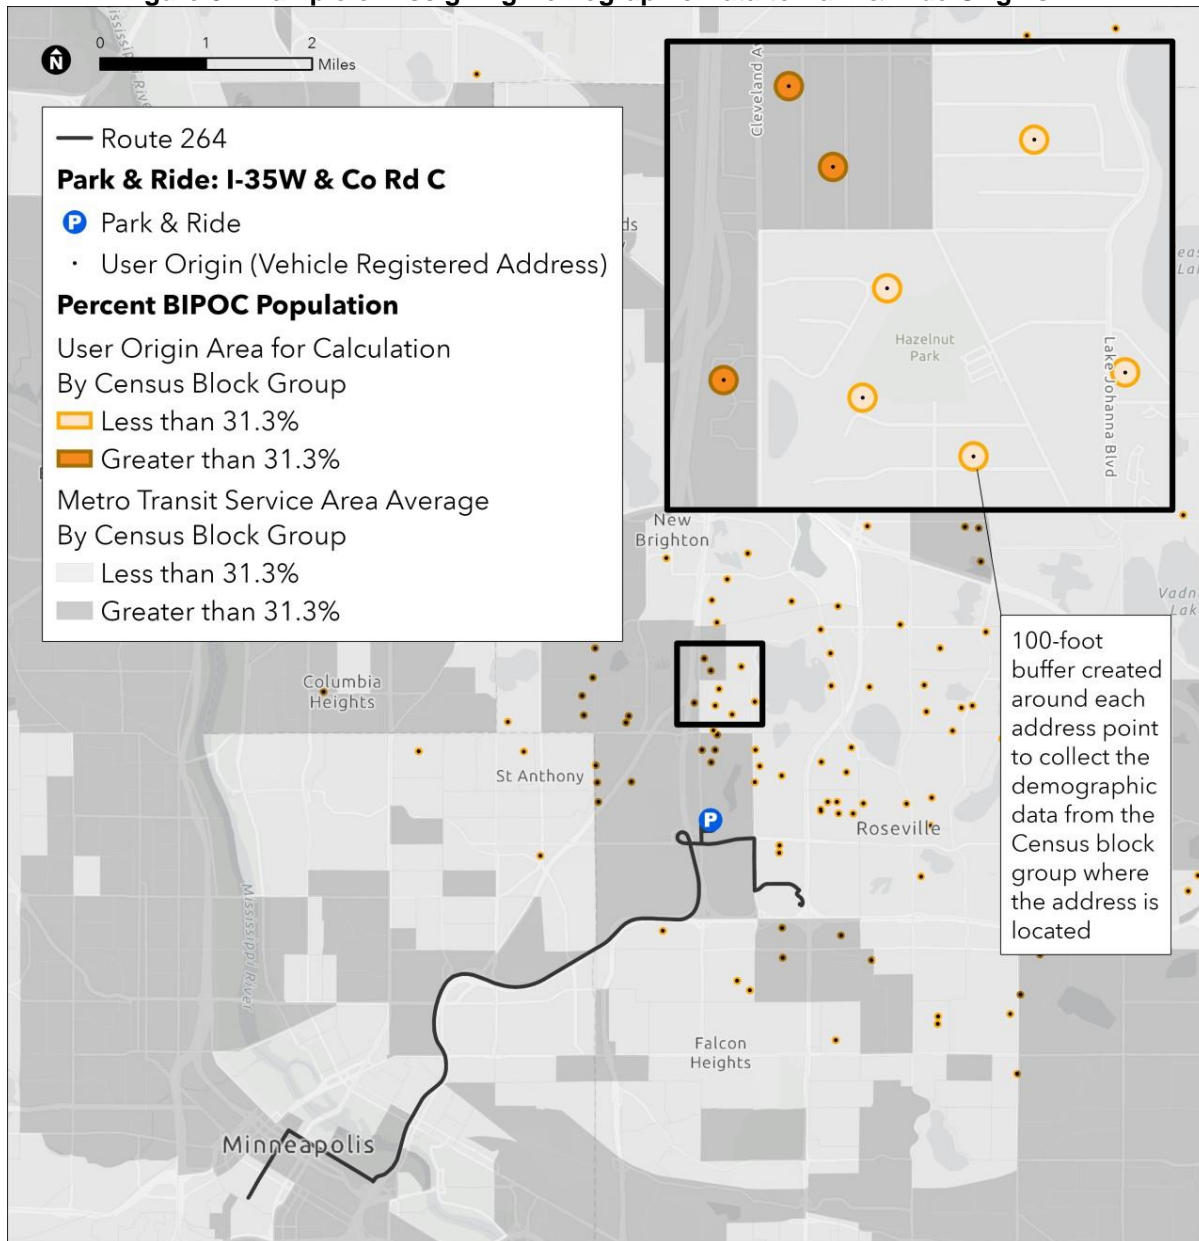 N
0 1 2
Miles
Route 264
Park & Ride: I-35W & Co Rd C
P Park & Ride
User Origin (Vehicle Registered Address)
Percent BIPOC Population
User Origin Area for Calculation
By Census Block Group
Less than 31.3%
Greater than 31.3%
Metro Transit Service Area Average
By Census Block Group
Less than 31.3%
Greater than 31.3%
Hazelnut
Park
Lake Johanna Blvd
New
Brighton
100-foot
buffer created
around each
address point
to collect the
demographic
data from the
Census block
group where
the address is
located
Columbia
Heights
St Anthony
P
Roseville
Mississippi River
Falcon
Heights
Minneapolis